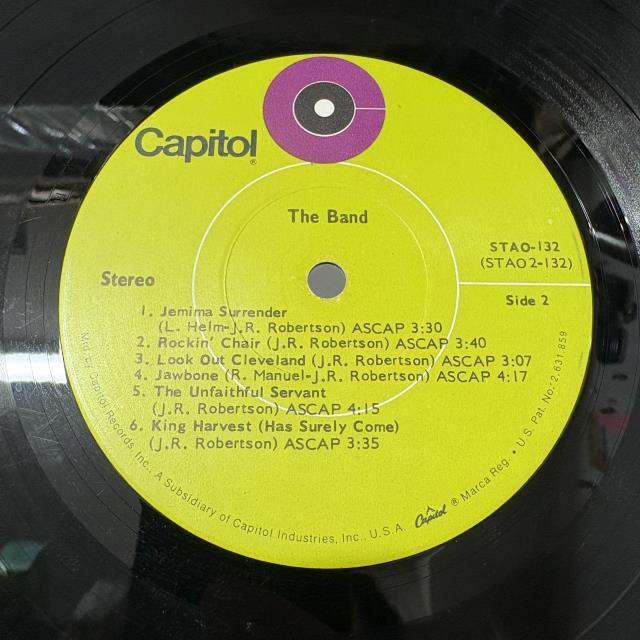 Capitol®
The Band
STAO-132
(STAO 2-132)
Stereo
Side 2
1. Jemima Surrender
(L. Helm-J.R. Robertson) ASCAP 3:30
2. Rockin' Chair (J.R. Robertson) ASCAP 3:40
3. Look Out Cleveland (J.R. Robertson) ASCAP 3:07
4. Jawbone (R. Manuel-J.R. Robertson) ASCAP 4:17
5. The Unfaithful Servant
(J.R. Robertson) ASCAP 4:15
6. King Harvest (Has Surely Come)
(J.R. Robertson) ASCAP 3:35
Mfd. by Capitol Records, Inc., A Subsidiary of Capitol Industries, Inc., U.S.A. Capitol ® Marca Reg. • U.S. Pat. No. 2,631,859